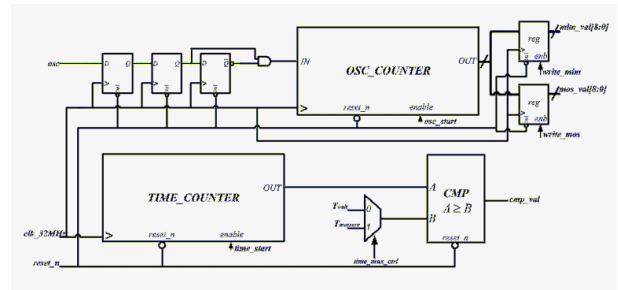 osc
D Q D Q D Q
IN
OSC_COUNTER
OUT
reset_n enable
osc_start
reg
enb
mim_val[8:0]
write_mim
reg
enb
mos_val[8:0]
write_mos
TIME_COUNTER
OUT
reset_n enable
time_start
clk_32MHz
reset_n
0
1
time_mux_ctrl
A
B
CMP
A ≥ B
reset_n
cmp_val